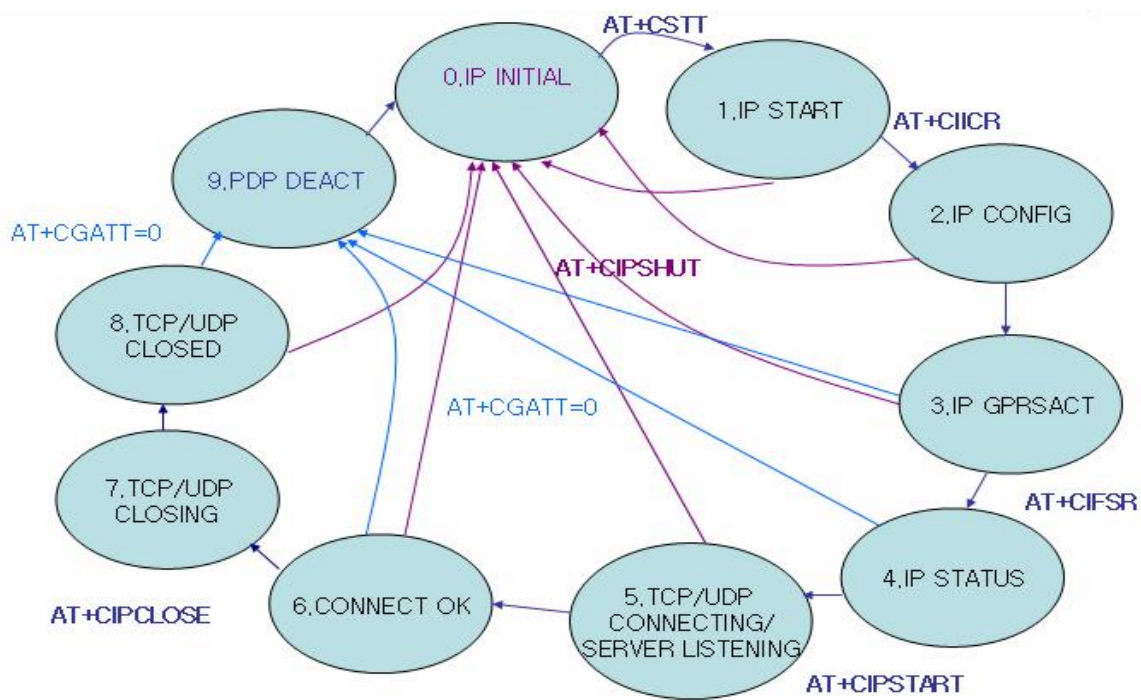 AT+CSTT
0,IP INITIAL
1,IP START
AT+CIICR
9,PDP DEACT
2,IP CONFIG
AT+CGATT=0
AT+CIPSHUT
8,TCP/UDP
CLOSED
3,IP GPRSACT
AT+CGATT=0
7,TCP/UDP
CLOSING
AT+CIFSR
4,IP STATUS
6,CONNECT OK
5,TCP/UDP
CONNECTING/
SERVER LISTENING
AT+CIPCLOSE
AT+CIPSTART